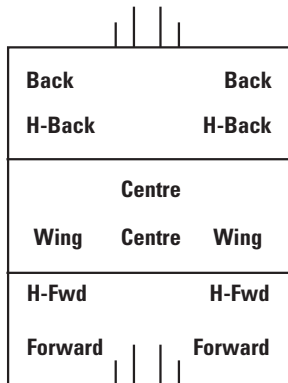 Back Back
H-Back H-Back
Centre
Wing Centre Wing
H-Fwd H-Fwd
Forward Forward